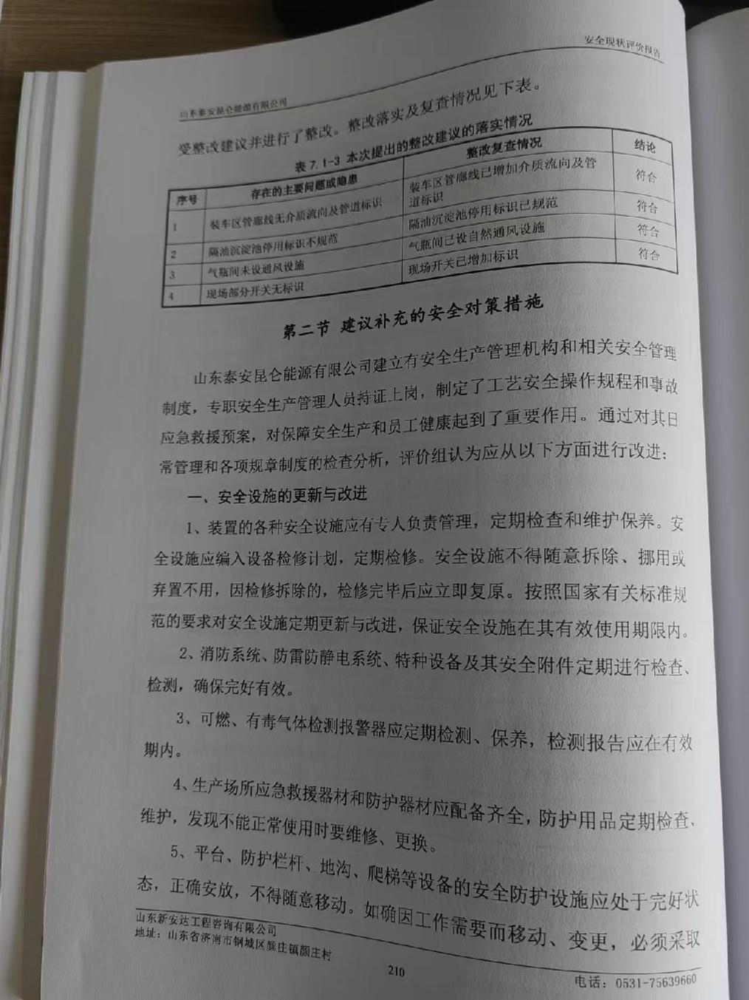 山东泰安昆仑能源有限公司
安全现状评价报告
受整改建议并进行了整改。整改落实及复查情况见下表。
表 7.1-3 本次提出的整改建议的落实情况
序号 存在的主要问题或隐患 整改复查情况 结论
1 装车区管廊线无介质流向及管道标识 装车区管廊线已增加介质流向及管 符合
道标识
2 隔油沉淀池停用标识不规范 隔油沉淀池停用标识已规范 符合
3 气瓶间未设通风设施 气瓶间已设自然通风设施 符合
4 现场部分开关无标识 现场开关已增加标识 符合
第二节 建议补充的安全对策措施
山东泰安昆仑能源有限公司建立有安全生产管理机构和相关安全管理
制度，专职安全生产管理人员持证上岗，制定了工艺安全操作规程和事故
应急救援预案，对保障安全生产和员工健康起到了重要作用。通过对其日
常管理和各项规章制度的检查分析，评价组认为应从以下方面进行改进：
一、安全设施的更新与改进
1、装置的各种安全设施应有专人负责管理，定期检查和维护保养。安
全设施应编入设备检修计划，定期检修。安全设施不得随意拆除、挪用或
弃置不用，因检修拆除的，检修完毕后应立即复原。按照国家有关标准规
范的要求对安全设施定期更新与改进，保证安全设施在其有效使用期限内。
2、消防系统、防雷防静电系统、特种设备及其安全附件定期进行检查、
检测，确保完好有效。
3、可燃、有毒气体检测报警器应定期检测、保养，检测报告应在有效
期内。
4、生产场所应急救援器材和防护器材应配备齐全，防护用品定期检查、
维护，发现不能正常使用时要维修、更换。
5、平台、防护栏杆、地沟、爬梯等设备的安全防护设施应处于完好状
态，正确安放，不得随意移动。如确因工作需要而移动、变更，必须采取
山东新安达工程咨询有限公司
地址：山东省济南市钢城区颜庄镇颜庄村
210
电话：0531-75639660